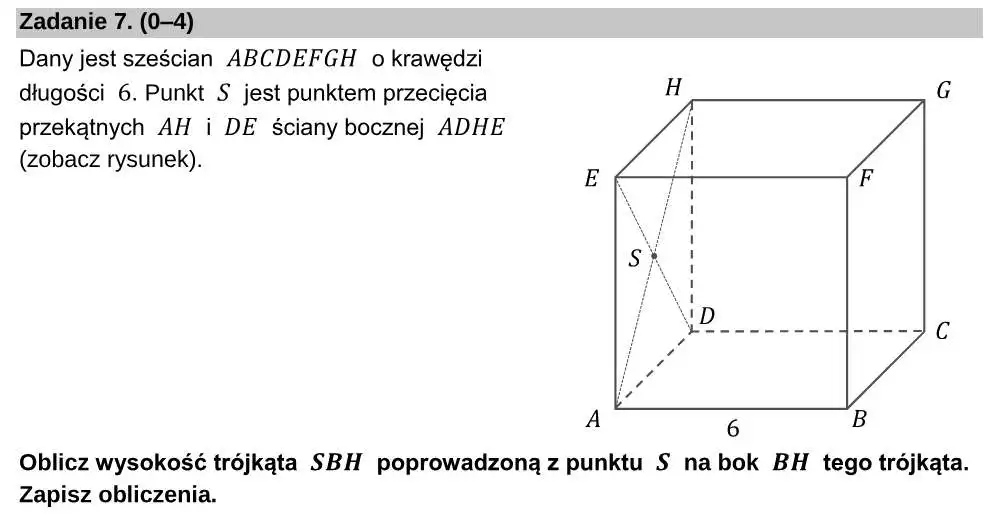 Zadanie 7. (0–4)
Dany jest sześcian ABCDEFGH o krawędzi
długości 6. Punkt S jest punktem przecięcia
przekątnych AH i DE ściany bocznej ADHE
(zobacz rysunek).
H
G
E
F
S
D
C
A
B
6
Oblicz wysokość trójkąta SBH poprowadzoną z punktu S na bok BH tego trójkąta.
Zapisz obliczenia.